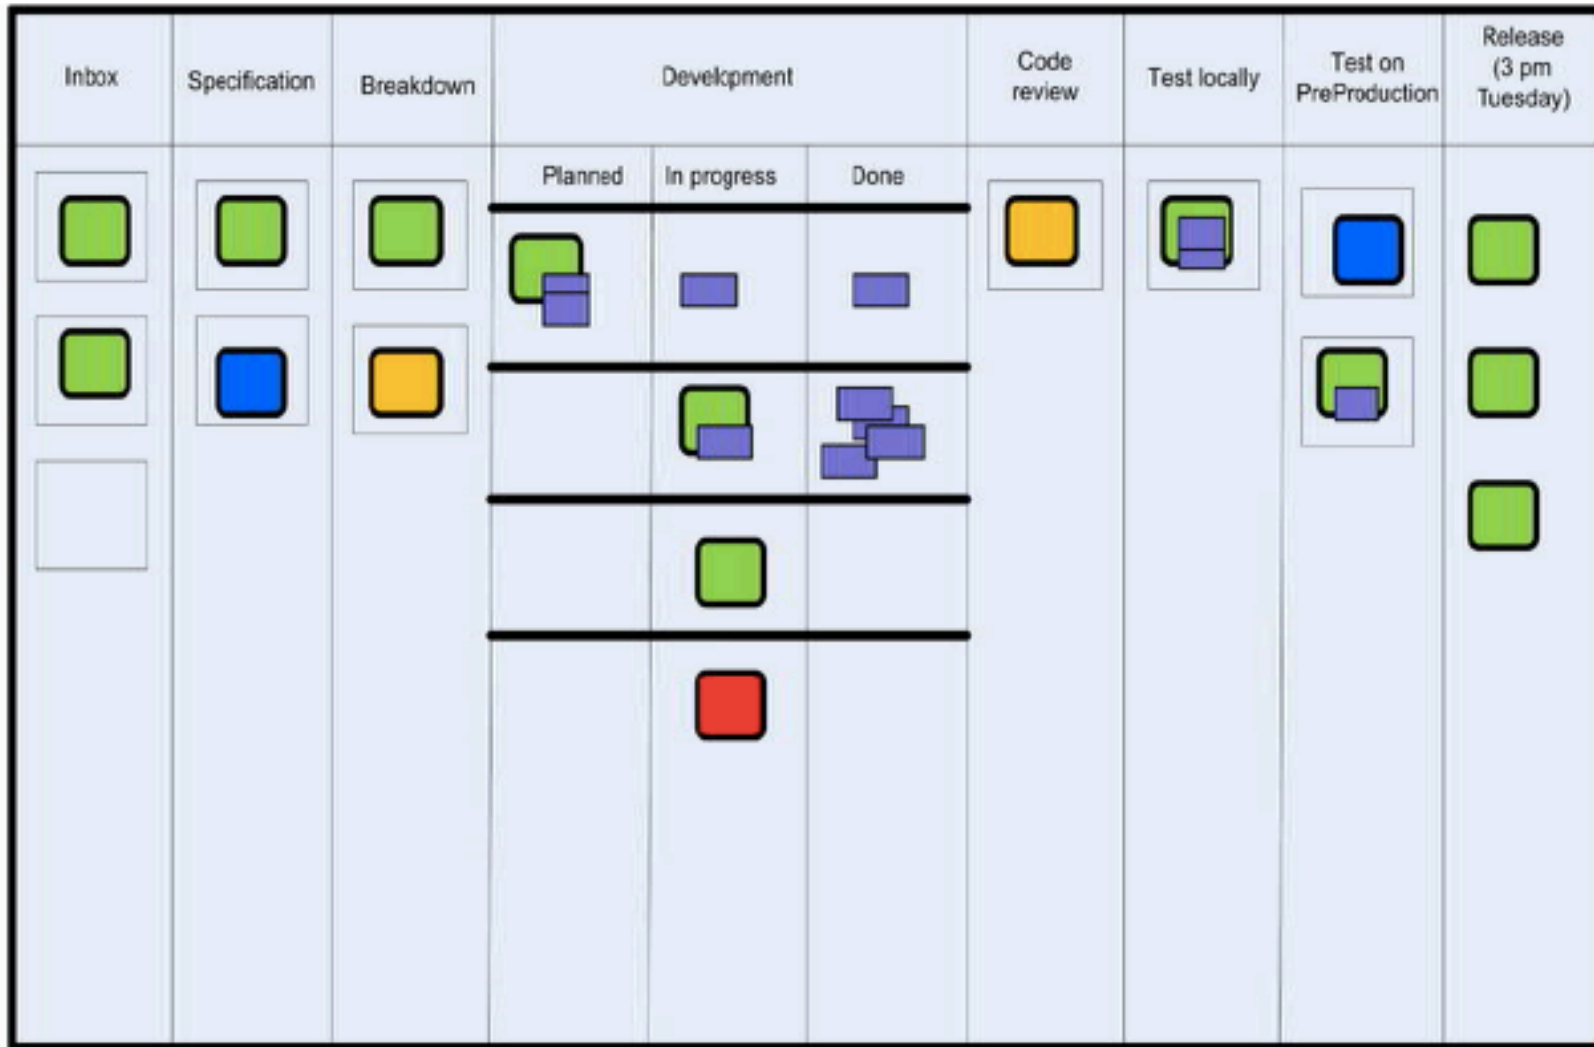 Inbox
Specification
Breakdown
Development
Code
review
Test locally
Test on
PreProduction
Release
(3 pm
Tuesday)
Planned
In progress
Done